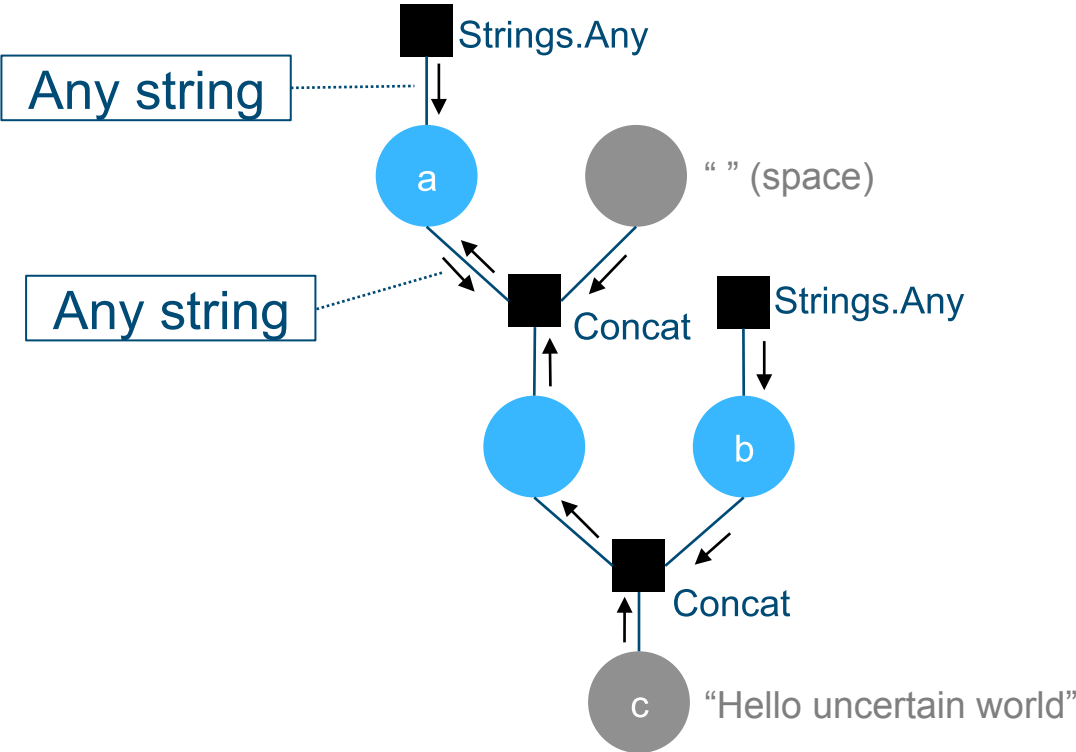 Strings.Any
Any string
a
“ ” (space)
Any string
Strings.Any
Concat
b
Concat
c
“Hello uncertain world”